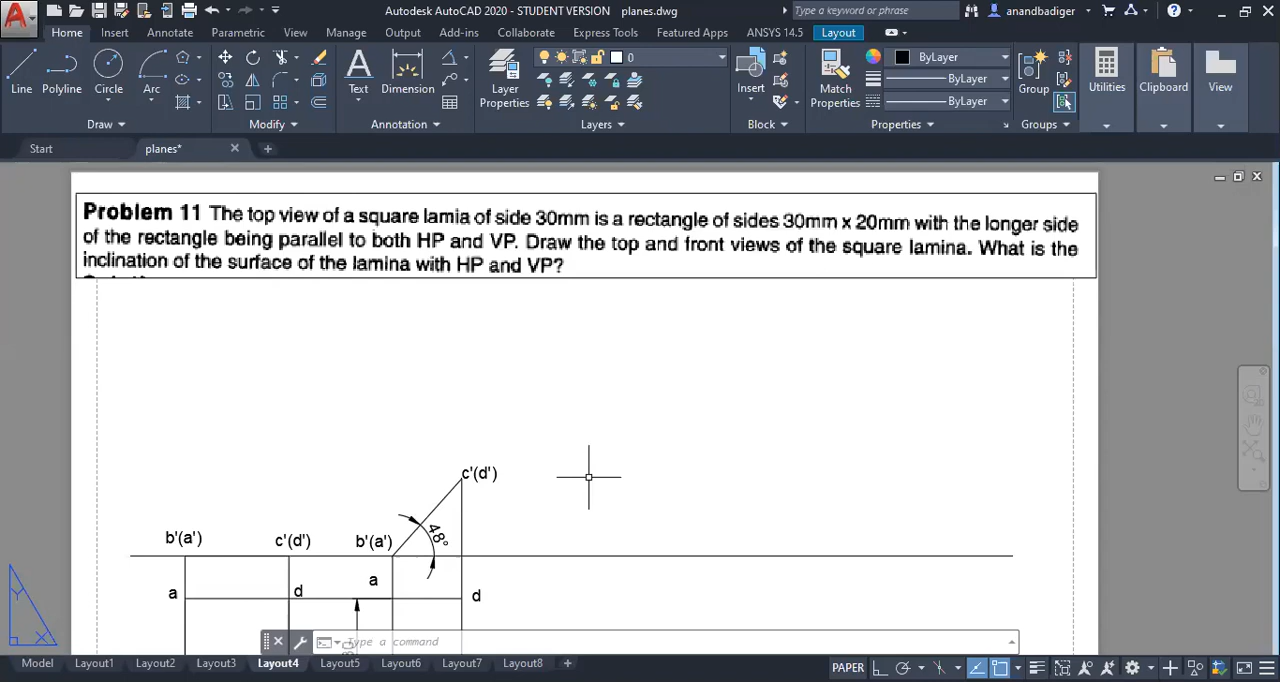 Autodesk AutoCAD 2020 - STUDENT VERSION planes.dwg
Type a keyword or phrase
anandbadiger
Home Insert Annotate Parametric View Manage Output Add-ins Collaborate Express Tools Featured Apps ANSYS 14.5 Layout
0
ByLayer
ByLayer
ByLayer
Line Polyline Circle Arc Text Dimension Layer Properties Insert Match Properties Group Utilities Clipboard View
Draw Modify Annotation Layers Block Properties Groups
Start planes*
Problem 11 The top view of a square lamia of side 30mm is a rectangle of sides 30mm x 20mm with the longer side
of the rectangle being parallel to both HP and VP. Draw the top and front views of the square lamina. What is the
inclination of the surface of the lamina with HP and VP?
c'(d')
48°
b'(a') c'(d') b'(a')
a
a d d
Type a command
Y
X
Model Layout1 Layout2 Layout3 Layout4 Layout5 Layout6 Layout7 Layout8 PAPER